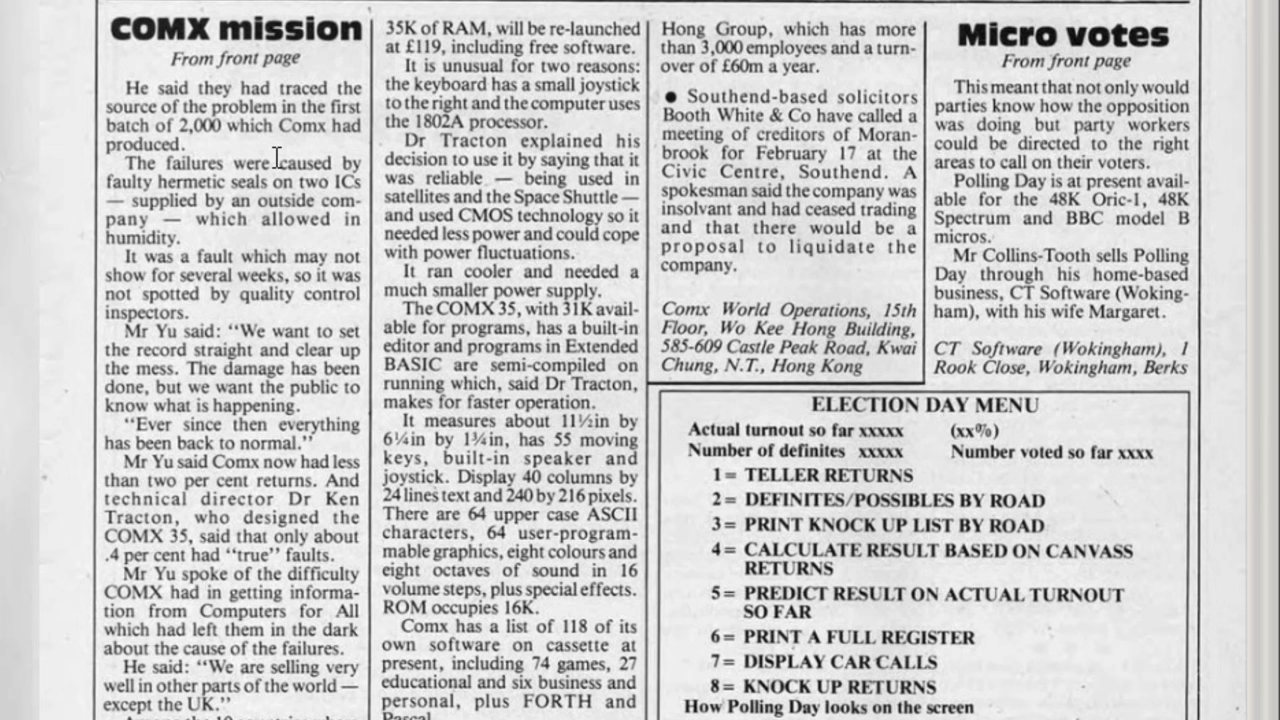 COMX mission
From front page
He said they had traced the
source of the problem in the first
batch of 2,000 which Comx had
produced.
The failures were caused by
faulty hermetic seals on two ICs
— supplied by an outside com-
pany — which allowed in
humidity.
It was a fault which may not
show for several weeks, so it was
not spotted by quality control
inspectors.
Mr Yu said: “We want to set
the record straight and clear up
the mess. The damage has been
done, but we want the public to
know what is happening.
“Ever since then everything
has been back to normal.”
Mr Yu said Comx now had less
than two per cent returns. And
technical director Dr Ken
Tracton, who designed the
COMX 35, said that only about
.4 per cent had “true” faults.
Mr Yu spoke of the difficulty
COMX had in getting informa-
tion from Computers for All
which had left them in the dark
about the cause of the failures.
He said: “We are selling very
well in other parts of the world —
except the UK.”
35K of RAM, will be re-launched
at £119, including free software.
It is unusual for two reasons:
the keyboard has a small joystick
to the right and the computer uses
the 1802A processor.
Dr Tracton explained his
decision to use it by saying that it
was reliable — being used in
satellites and the Space Shuttle —
and used CMOS technology so it
needed less power and could cope
with power fluctuations.
It ran cooler and needed a
much smaller power supply.
The COMX 35, with 31K avail-
able for programs, has a built-in
editor and programs in Extended
BASIC are semi-compiled on
running which, said Dr Tracton,
makes for faster operation.
It measures about 11½in by
6¼in by 1¾in, has 55 moving
keys, built-in speaker and
joystick. Display 40 columns by
24 lines text and 240 by 216 pixels.
There are 64 upper case ASCII
characters, 64 user-program-
mable graphics, eight colours and
eight octaves of sound in 16
volume steps, plus special effects.
ROM occupies 16K.
Comx has a list of 118 of its
own software on cassette at
present, including 74 games, 27
educational and six business and
personal, plus FORTH and
Pascal.
Hong Group, which has more
than 3,000 employees and a turn-
over of £60m a year.
● Southend-based solicitors
Booth White & Co have called a
meeting of creditors of Moran-
brook for February 17 at the
Civic Centre, Southend. A
spokesman said the company was
insolvant and had ceased trading
and that there would be a
proposal to liquidate the
company.
Comx World Operations, 15th
Floor, Wo Kee Hong Building,
585-609 Castle Peak Road, Kwai
Chung, N.T., Hong Kong
Micro votes
From front page
This meant that not only would
parties know how the opposition
was doing but party workers
could be directed to the right
areas to call on their voters.
Polling Day is at present avail-
able for the 48K Oric-1, 48K
Spectrum and BBC model B
micros.
Mr Collins-Tooth sells Polling
Day through his home-based
business, CT Software (Woking-
ham), with his wife Margaret.
CT Software (Wokingham), 1
Rook Close, Wokingham, Berks
ELECTION DAY MENU
Actual turnout so far xxxxx (xx%)
Number of definites xxxxx Number voted so far xxxx
1 = TELLER RETURNS
2 = DEFINITES/POSSIBLES BY ROAD
3 = PRINT KNOCK UP LIST BY ROAD
4 = CALCULATE RESULT BASED ON CANVASS
RETURNS
5 = PREDICT RESULT ON ACTUAL TURNOUT
SO FAR
6 = PRINT A FULL REGISTER
7 = DISPLAY CAR CALLS
8 = KNOCK UP RETURNS
How Polling Day looks on the screen